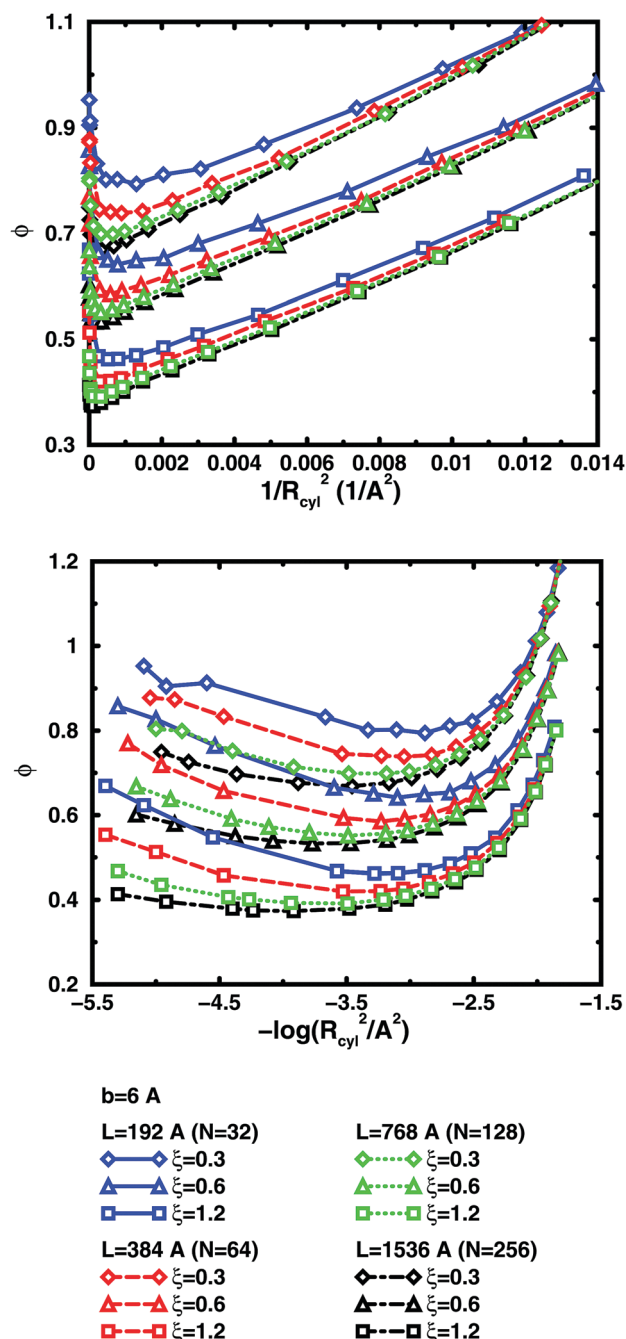 1.1
0.9
0.7
0.5
0.3
ϕ
0 0.002 0.004 0.006 0.008 0.01 0.012 0.014
1/R_cyl² (1/A²)
1.2
1
0.8
0.6
0.4
0.2
ϕ
−5.5 −4.5 −3.5 −2.5 −1.5
−log(R_cyl²/A²)
b=6 A
L=192 A (N=32)
ξ=0.3
ξ=0.6
ξ=1.2
L=384 A (N=64)
ξ=0.3
ξ=0.6
ξ=1.2
L=768 A (N=128)
ξ=0.3
ξ=0.6
ξ=1.2
L=1536 A (N=256)
ξ=0.3
ξ=0.6
ξ=1.2